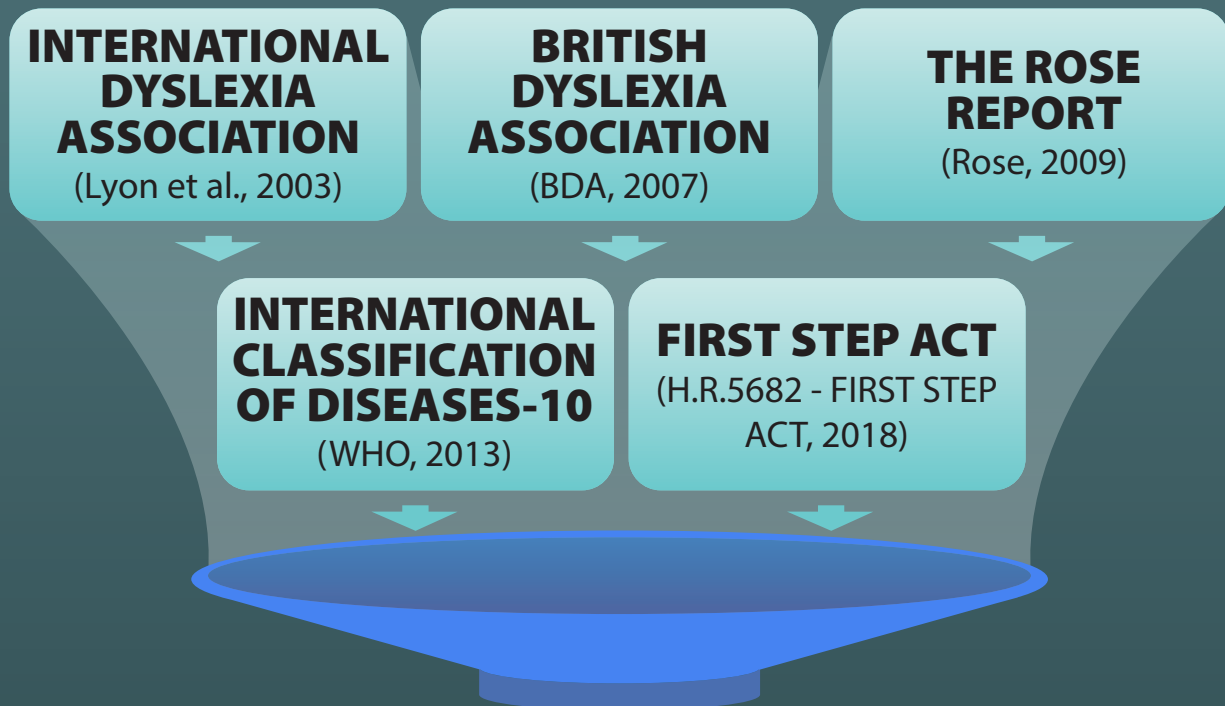 INTERNATIONAL
DYSLEXIA
ASSOCIATION
(Lyon et al., 2003)
BRITISH
DYSLEXIA
ASSOCIATION
(BDA, 2007)
THE ROSE
REPORT
(Rose, 2009)
INTERNATIONAL
CLASSIFICATION
OF DISEASES-10
(WHO, 2013)
FIRST STEP ACT
(H.R.5682 - FIRST STEP
ACT, 2018)